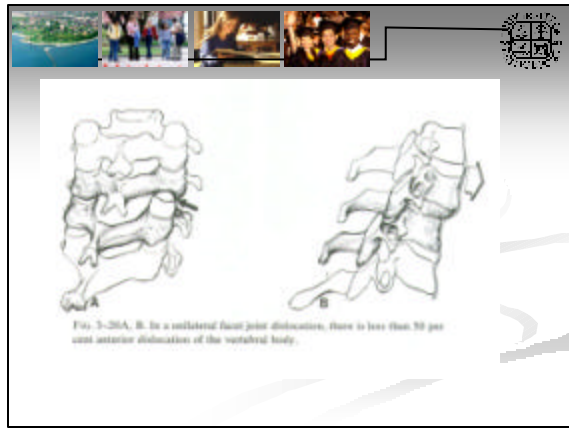 A
B
FIG. 3-20A, B. In a unilateral facet joint dislocation, there is less than 50 per
cent anterior dislocation of the vertebral body.